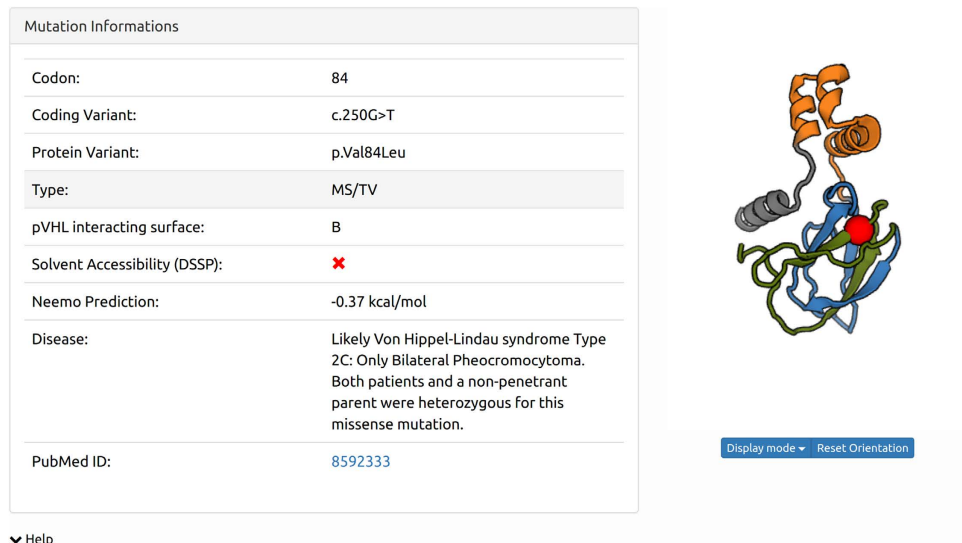 Mutation Informations
Codon: 84
Coding Variant: c.250G>T
Protein Variant: p.Val84Leu
Type: MS/TV
pVHL interacting surface: B
Solvent Accessibility (DSSP):
Neemo Prediction: -0.37 kcal/mol
Disease: Likely Von Hippel-Lindau syndrome Type
2C: Only Bilateral Pheocromocytoma.
Both patients and a non-penetrant
parent were heterozygous for this
missense mutation.
PubMed ID: 8592333
Display mode Reset Orientation
Help